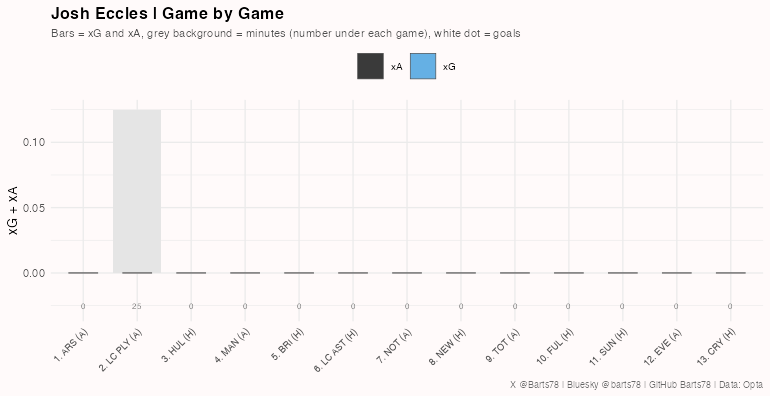 Josh Eccles | Game by Game
Bars = xG and xA, grey background = minutes (number under each game), white dot = goals
xA xG
xG + xA
0.10
0.05
0.00
0 25 0 0 0 0 0 0 0 0 0 0 0
1. ARS (A)
2. LC PLY (A)
3. HUL (H)
4. MAN (A)
5. BRI (H)
6. LC AST (H)
7. NOT (A)
8. NEW (H)
9. TOT (A)
10. FUL (H)
11. SUN (H)
12. EVE (A)
13. CRY (H)
X @Barts78 | Bluesky @barts78 | GitHub Barts78 | Data: Opta